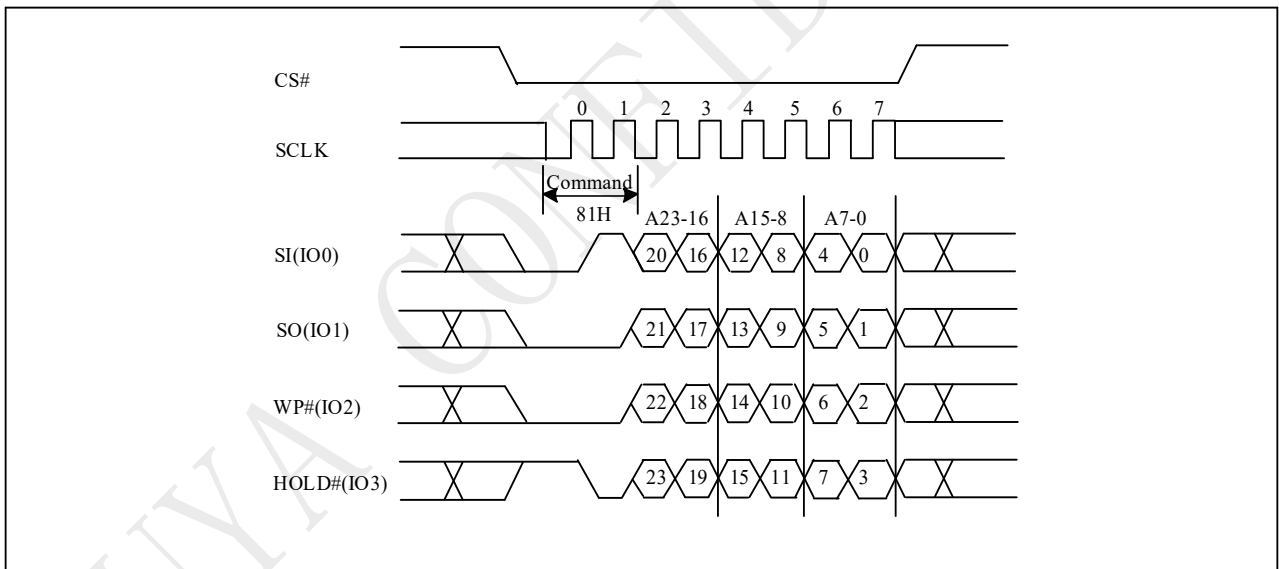 CS#
0 1 2 3 4 5 6 7
SCLK
Command
81H A23-16 A15-8 A7-0
SI(IO0) 20 16 12 8 4 0
SO(IO1) 21 17 13 9 5 1
WP#(IO2) 22 18 14 10 6 2
HOLD#(IO3) 23 19 15 11 7 3